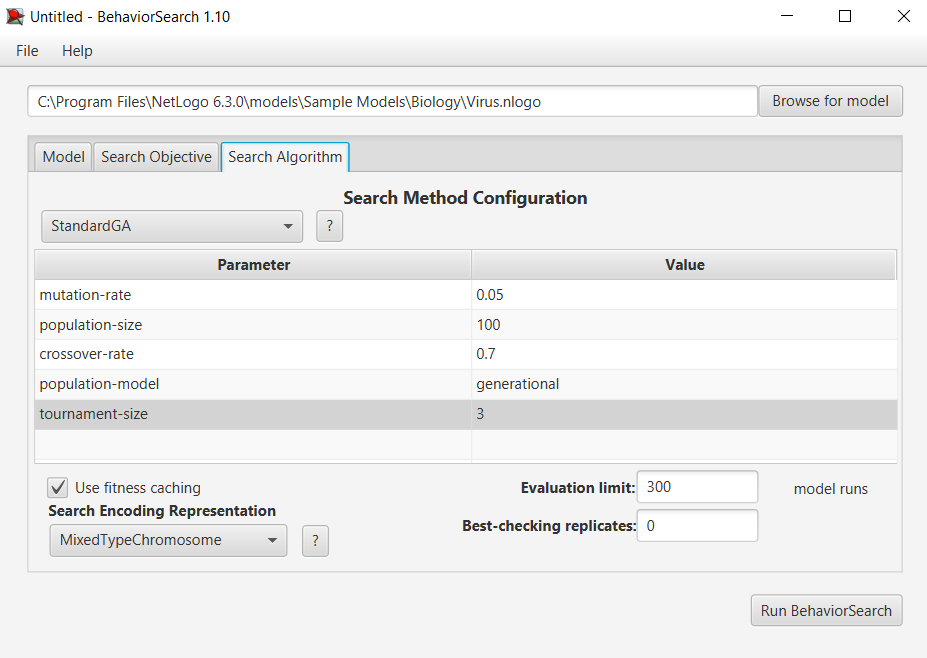 Untitled - BehaviorSearch 1.10
File Help
C:\Program Files\NetLogo 6.3.0\models\Sample Models\Biology\Virus.nlogo Browse for model
Model Search Objective Search Algorithm
Search Method Configuration
StandardGA ?
Parameter Value
mutation-rate 0.05
population-size 100
crossover-rate 0.7
population-model generational
tournament-size 3
Use fitness caching Evaluation limit: 300 model runs
Search Encoding Representation
Best-checking replicates: 0
MixedTypeChromosome ?
Run BehaviorSearch